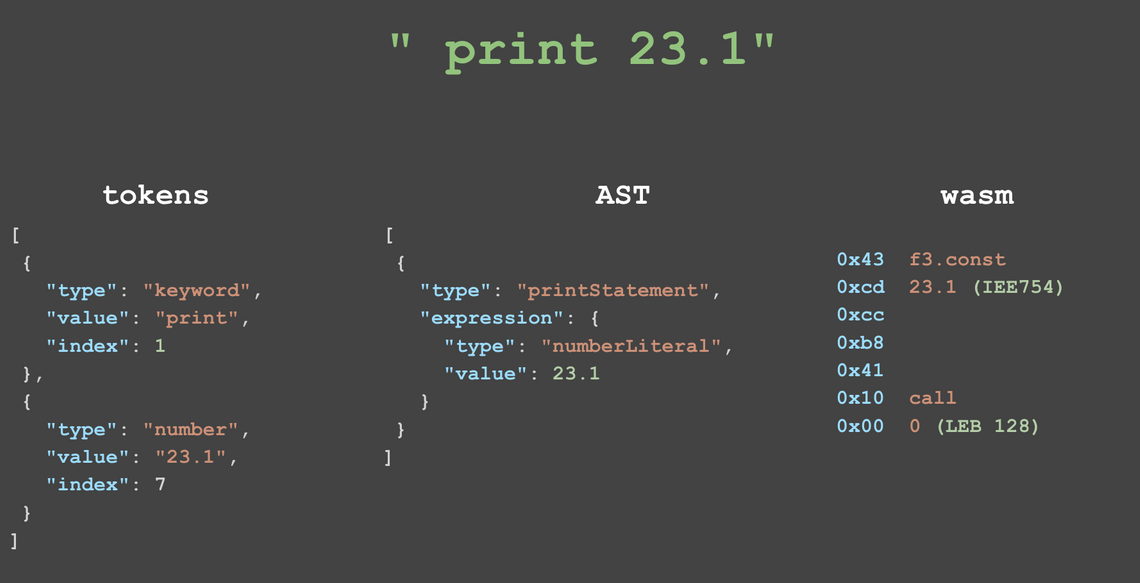 " print 23.1"
tokens
[
 {
   "type": "keyword",
   "value": "print",
   "index": 1
 },
 {
   "type": "number",
   "value": "23.1",
   "index": 7
 }
]
AST
[
 {
   "type": "printStatement",
   "expression": {
     "type": "numberLiteral",
     "value": 23.1
   }
 }
]
wasm
0x43  f3.const
0xcd  23.1 (IEE754)
0xcc
0xb8
0x41
0x10  call
0x00  0 (LEB 128)